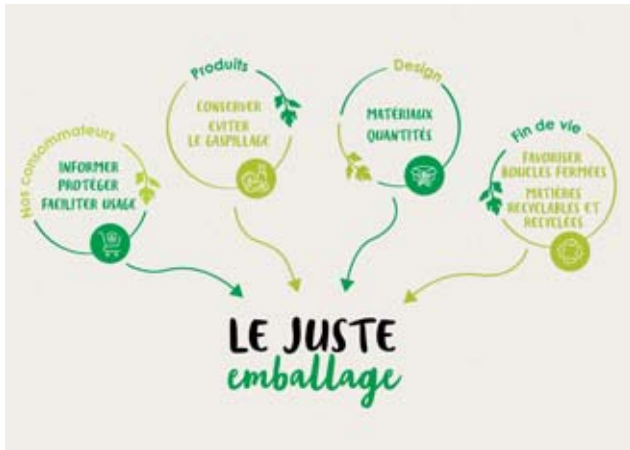 Nos consommateurs
INFORMER
PROTÉGER
FACILITER USAGE
Produits
CONSERVER
EVITER
LE GASPILLAGE
Design
MATÉRIAUX
QUANTITÉS
Fin de vie
FAVORISER
BOUCLES FERMÉES
MATIÈRES
RECYCLABLES ET
RECYCLÉES
LE JUSTE
emballage